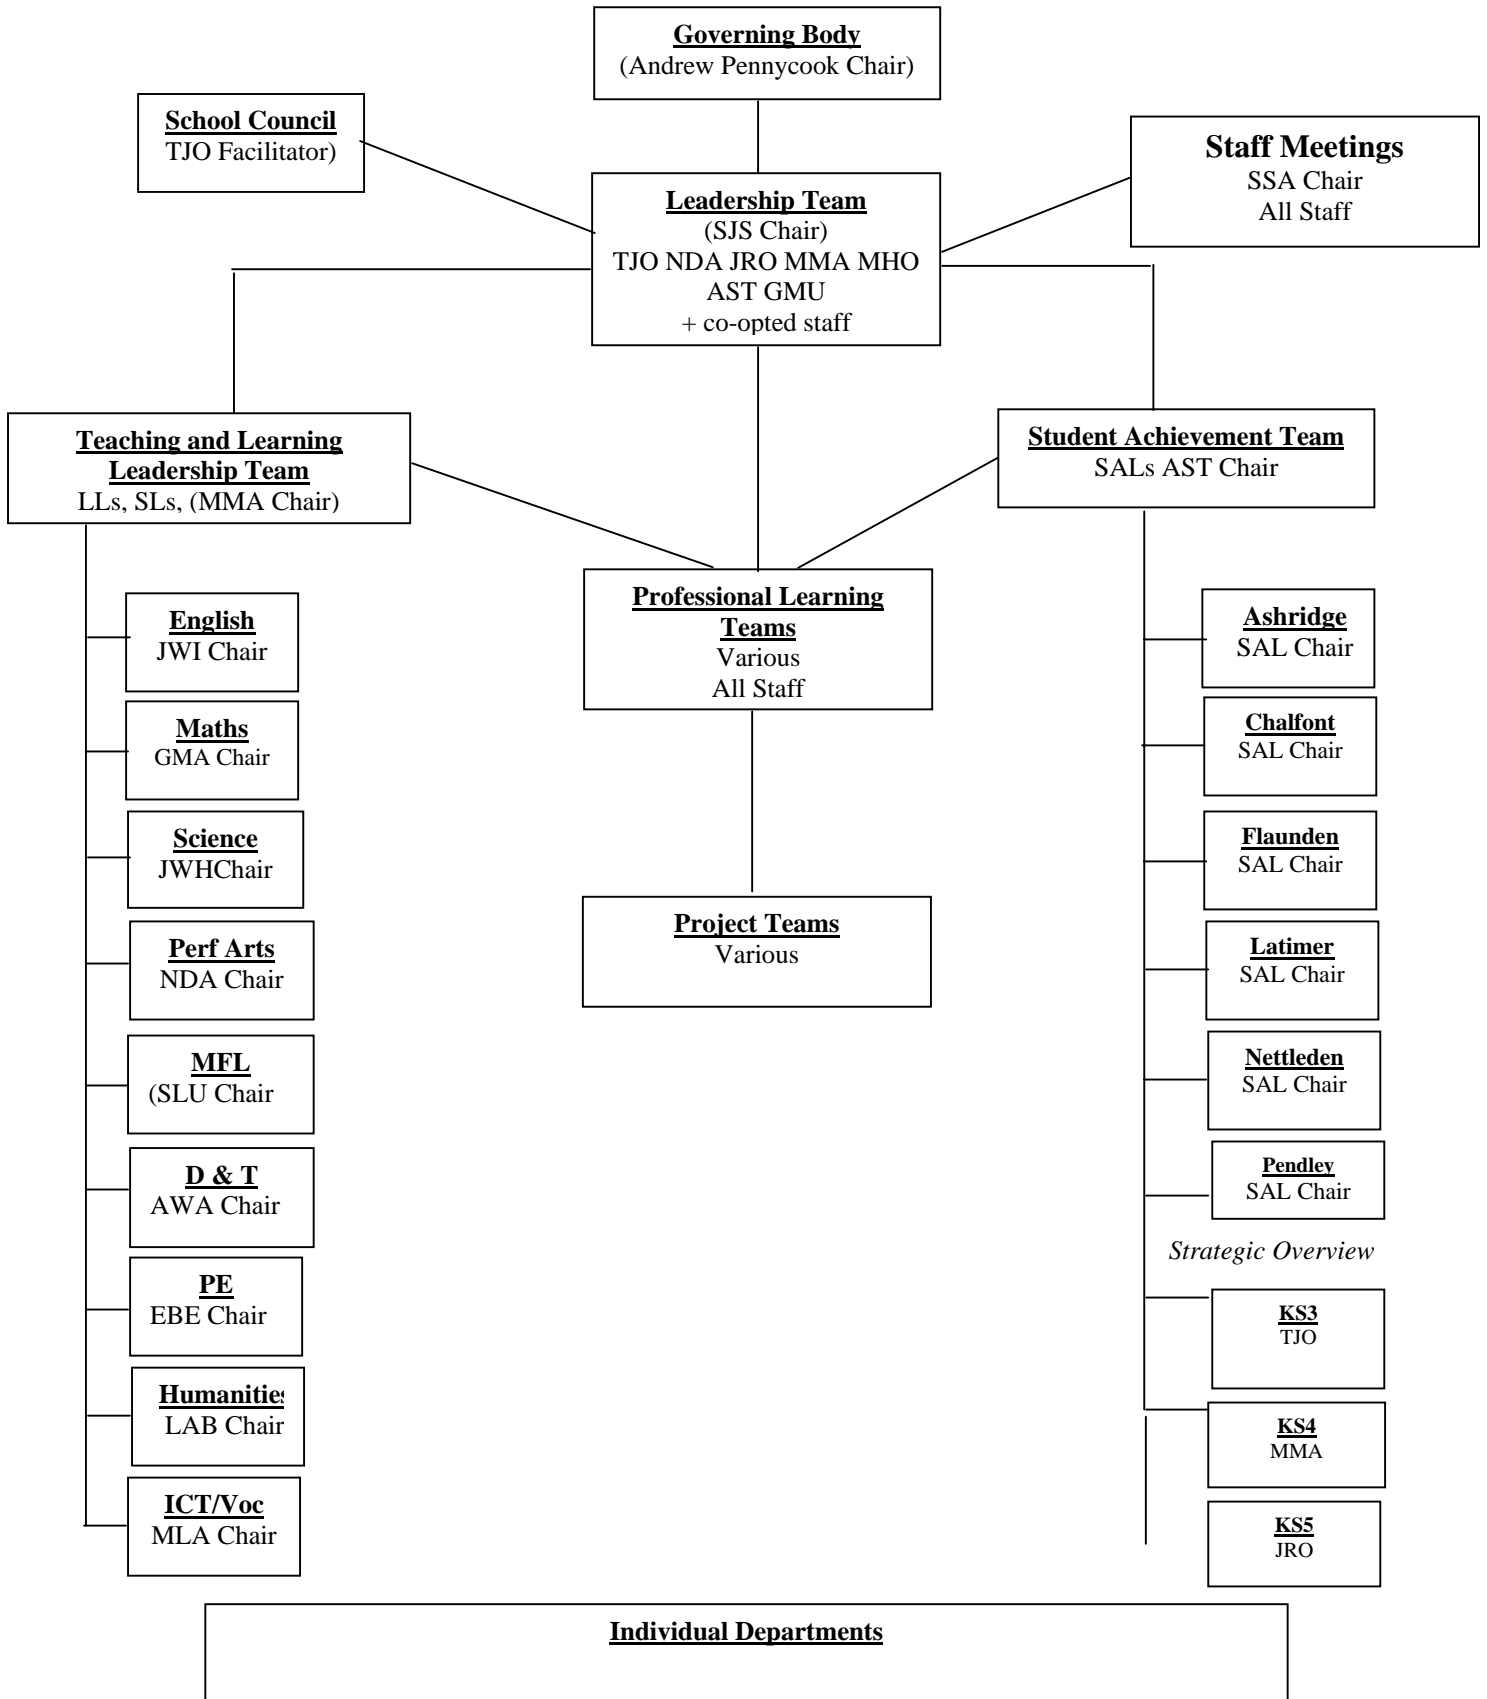 Governing Body
(Andrew Pennycook Chair)
School Council
TJO Facilitator)
Staff Meetings
SSA Chair
All Staff
Leadership Team
(SJS Chair)
TJO NDA JRO MMA MHO
AST GMU
+ co-opted staff
Teaching and Learning
Leadership Team
LLs, SLs, (MMA Chair)
Student Achievement Team
SALs AST Chair
Professional Learning
Teams
Various
All Staff
Project Teams
Various
English
JWI Chair
Maths
GMA Chair
Science
JWHChair
Perf Arts
NDA Chair
MFL
(SLU Chair
D & T
AWA Chair
PE
EBE Chair
Humanities
LAB Chair
ICT/Voc
MLA Chair
Ashridge
SAL Chair
Chalfont
SAL Chair
Flaunden
SAL Chair
Latimer
SAL Chair
Nettleden
SAL Chair
Pendley
SAL Chair
Strategic Overview
KS3
TJO
KS4
MMA
KS5
JRO
Individual Departments